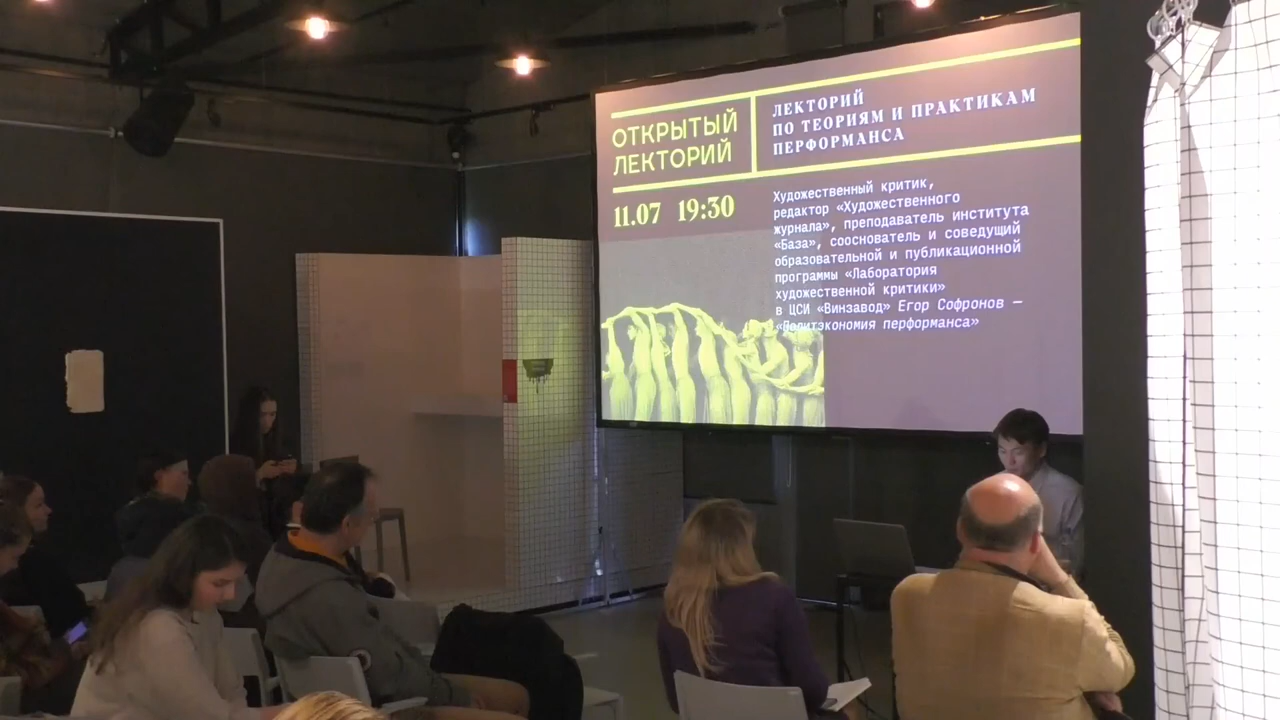 ОТКРЫТЫЙ
ЛЕКТОРИЙ
ЛЕКТОРИЙ
ПО ТЕОРИЯМ И ПРАКТИКАМ
ПЕРФОРМАНСА
11.07 19:30
Художественный критик,
редактор «Художественного
журнала», преподаватель института
«База», сооснователь и соведущий
образовательной и публикационной
программы «Лаборатория
художественной критики»
в ЦСИ «Винзавод» Егор Софронов —
«Политэкономия перформанса»